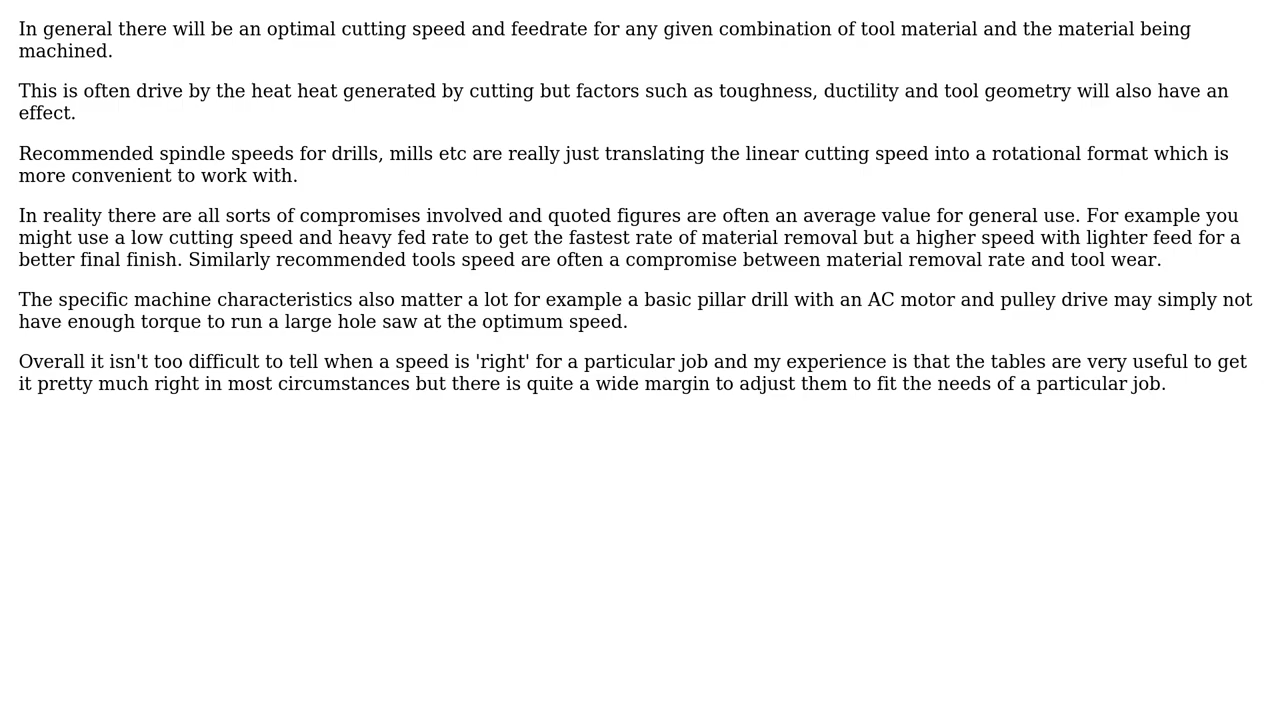 In general there will be an optimal cutting speed and feedrate for any given combination of tool material and the material being
machined.
This is often drive by the heat heat generated by cutting but factors such as toughness, ductility and tool geometry will also have an
effect.
Recommended spindle speeds for drills, mills etc are really just translating the linear cutting speed into a rotational format which is
more convenient to work with.
In reality there are all sorts of compromises involved and quoted figures are often an average value for general use. For example you
might use a low cutting speed and heavy fed rate to get the fastest rate of material removal but a higher speed with lighter feed for a
better final finish. Similarly recommended tools speed are often a compromise between material removal rate and tool wear.
The specific machine characteristics also matter a lot for example a basic pillar drill with an AC motor and pulley drive may simply not
have enough torque to run a large hole saw at the optimum speed.
Overall it isn't too difficult to tell when a speed is 'right' for a particular job and my experience is that the tables are very useful to get
it pretty much right in most circumstances but there is quite a wide margin to adjust them to fit the needs of a particular job.